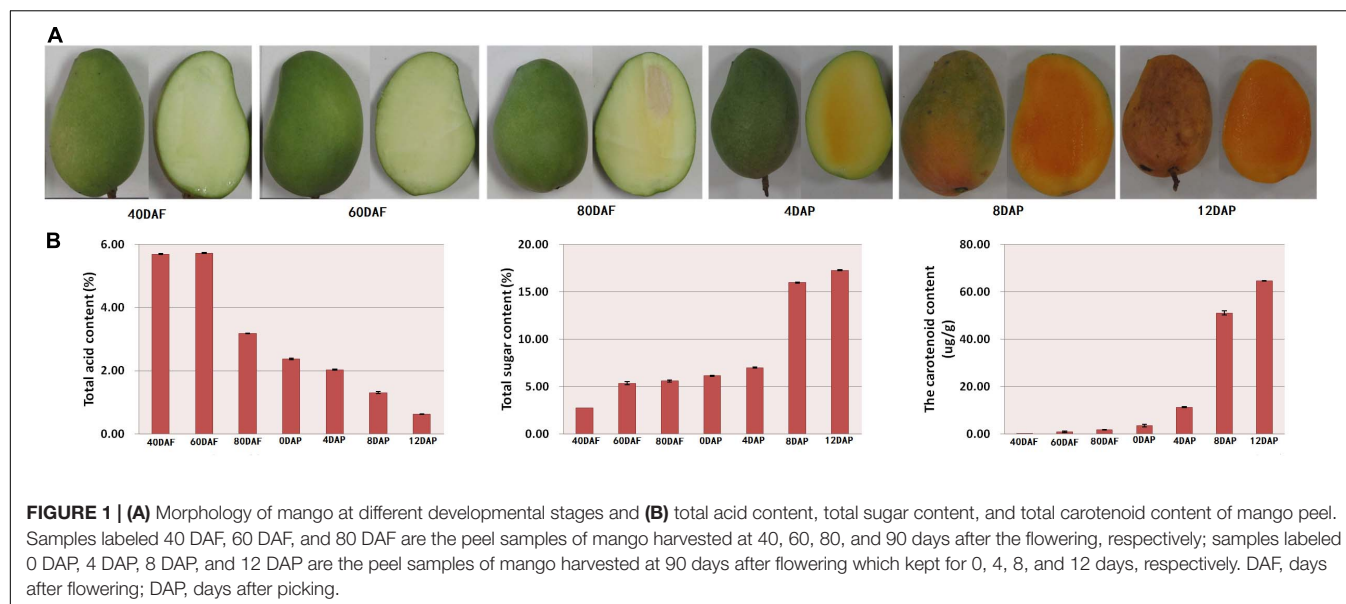 A
40DAF 60DAF 80DAF 4DAP 8DAP 12DAP
B
Total acid content (%)
6.00
4.00
2.00
0.00
40DAF 60DAF 80DAF 0DAP 4DAP 8DAP 12DAP
Total sugar content (%)
20.00
15.00
10.00
5.00
0.00
40DAF 60DAF 80DAF 0DAP 4DAP 8DAP 12DAP
The carotenoid content
(ug/g)
80.00
60.00
40.00
20.00
0.00
40DAF 60DAF 80DAF 0DAP 4DAP 8DAP 12DAP
FIGURE 1 | (A) Morphology of mango at different developmental stages and (B) total acid content, total sugar content, and total carotenoid content of mango peel.
Samples labeled 40 DAF, 60 DAF, and 80 DAF are the peel samples of mango harvested at 40, 60, 80, and 90 days after the flowering, respectively; samples labeled
0 DAP, 4 DAP, 8 DAP, and 12 DAP are the peel samples of mango harvested at 90 days after flowering which kept for 0, 4, 8, and 12 days, respectively. DAF, days
after flowering; DAP, days after picking.